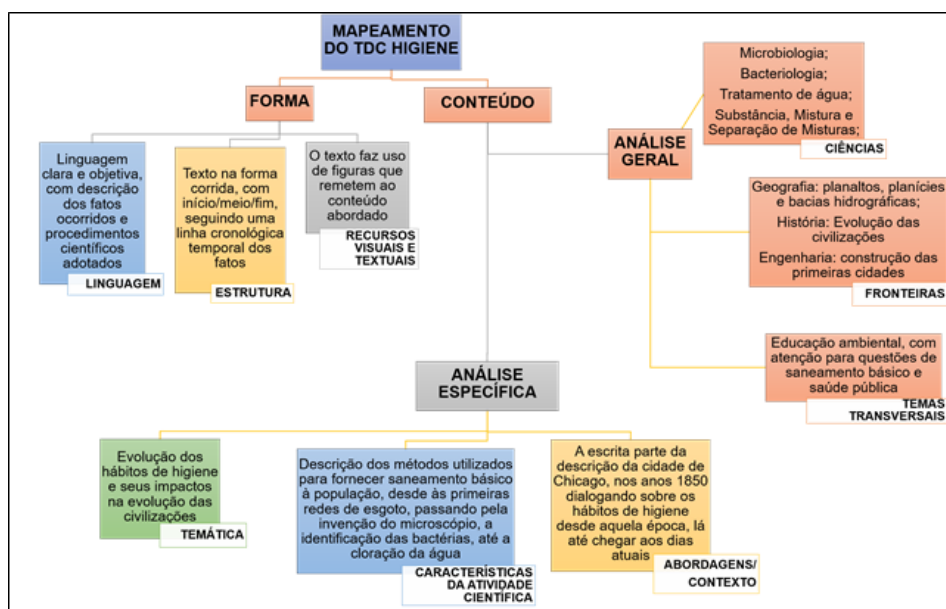 MAPEAMENTO
DO TDC HIGIENE
FORMA
CONTEÚDO
Linguagem
clara e objetiva,
com descrição
dos fatos
ocorridos e
procedimentos
científicos
adotados
LINGUAGEM
Texto na forma
corrida, com
início/meio/fim,
seguindo uma
linha cronológica
temporal dos
fatos
ESTRUTURA
O texto faz uso
de figuras que
remetem ao
conteúdo
abordado
RECURSOS
VISUAIS E
TEXTUAIS
ANÁLISE
GERAL
Microbiologia;
Bacteriologia;
Tratamento de água;
Substância, Mistura e
Separação de Misturas;
CIÊNCIAS
Geografia: planaltos, planícies
e bacias hidrográficas;
História: Evolução das
civilizações
Engenharia: construção das
primeiras cidades
FRONTEIRAS
Educação ambiental, com
atenção para questões de
saneamento básico e
saúde pública
TEMAS
TRANSVERSAIS
ANÁLISE
ESPECÍFICA
Evolução dos
hábitos de higiene
e seus impactos
na evolução das
civilizações
TEMÁTICA
Descrição dos métodos utilizados
para fornecer saneamento básico
à população, desde às primeiras
redes de esgoto, passando pela
invenção do microscópio, a
identificação das bactérias, até a
cloração da água
CARACTERÍSTICAS
DA ATIVIDADE
CIENTÍFICA
A escrita parte da
descrição da cidade de
Chicago, nos anos 1850
dialogando sobre os
hábitos de higiene
desde aquela época, lá
até chegar aos dias
atuais
ABORDAGENS/
CONTEXTO